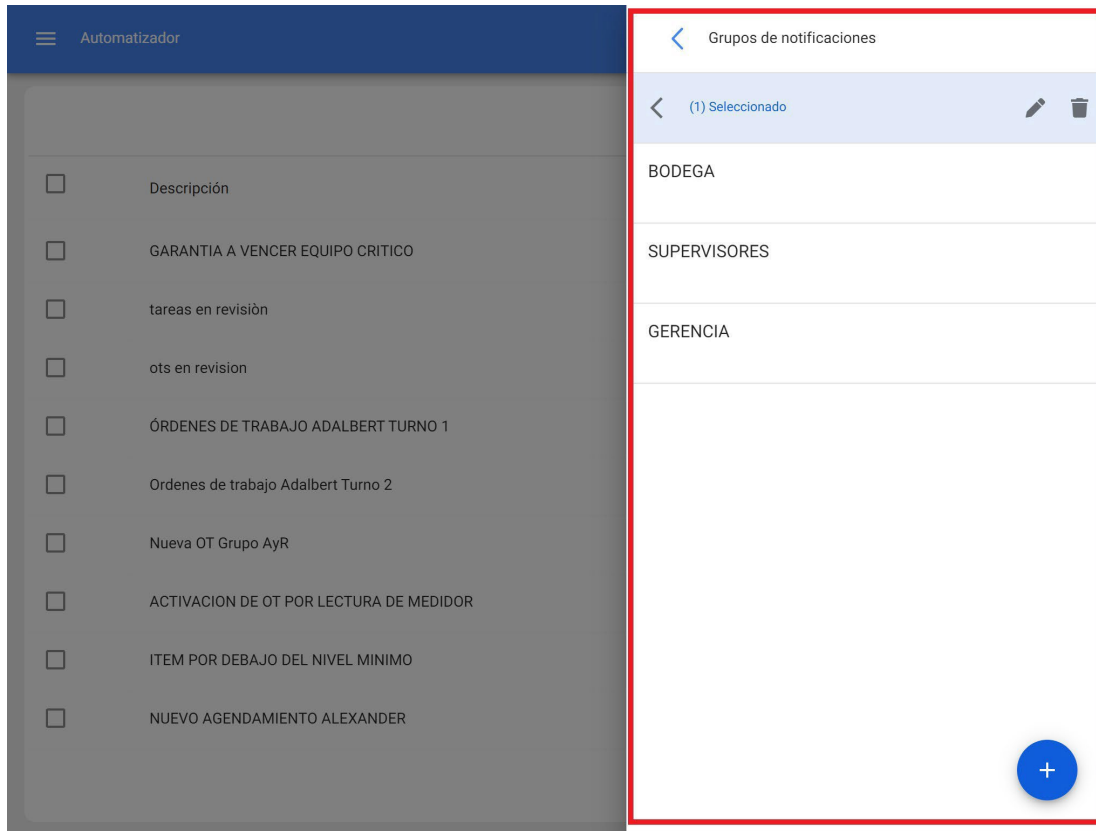 Automatizador
Descripción
GARANTIA A VENCER EQUIPO CRITICO
tareas en revisiòn
ots en revision
ÓRDENES DE TRABAJO ADALBERT TURNO 1
Ordenes de trabajo Adalbert Turno 2
Nueva OT Grupo AyR
ACTIVACION DE OT POR LECTURA DE MEDIDOR
ITEM POR DEBAJO DEL NIVEL MINIMO
NUEVO AGENDAMIENTO ALEXANDER
Grupos de notificaciones
(1) Seleccionado
BODEGA
SUPERVISORES
GERENCIA